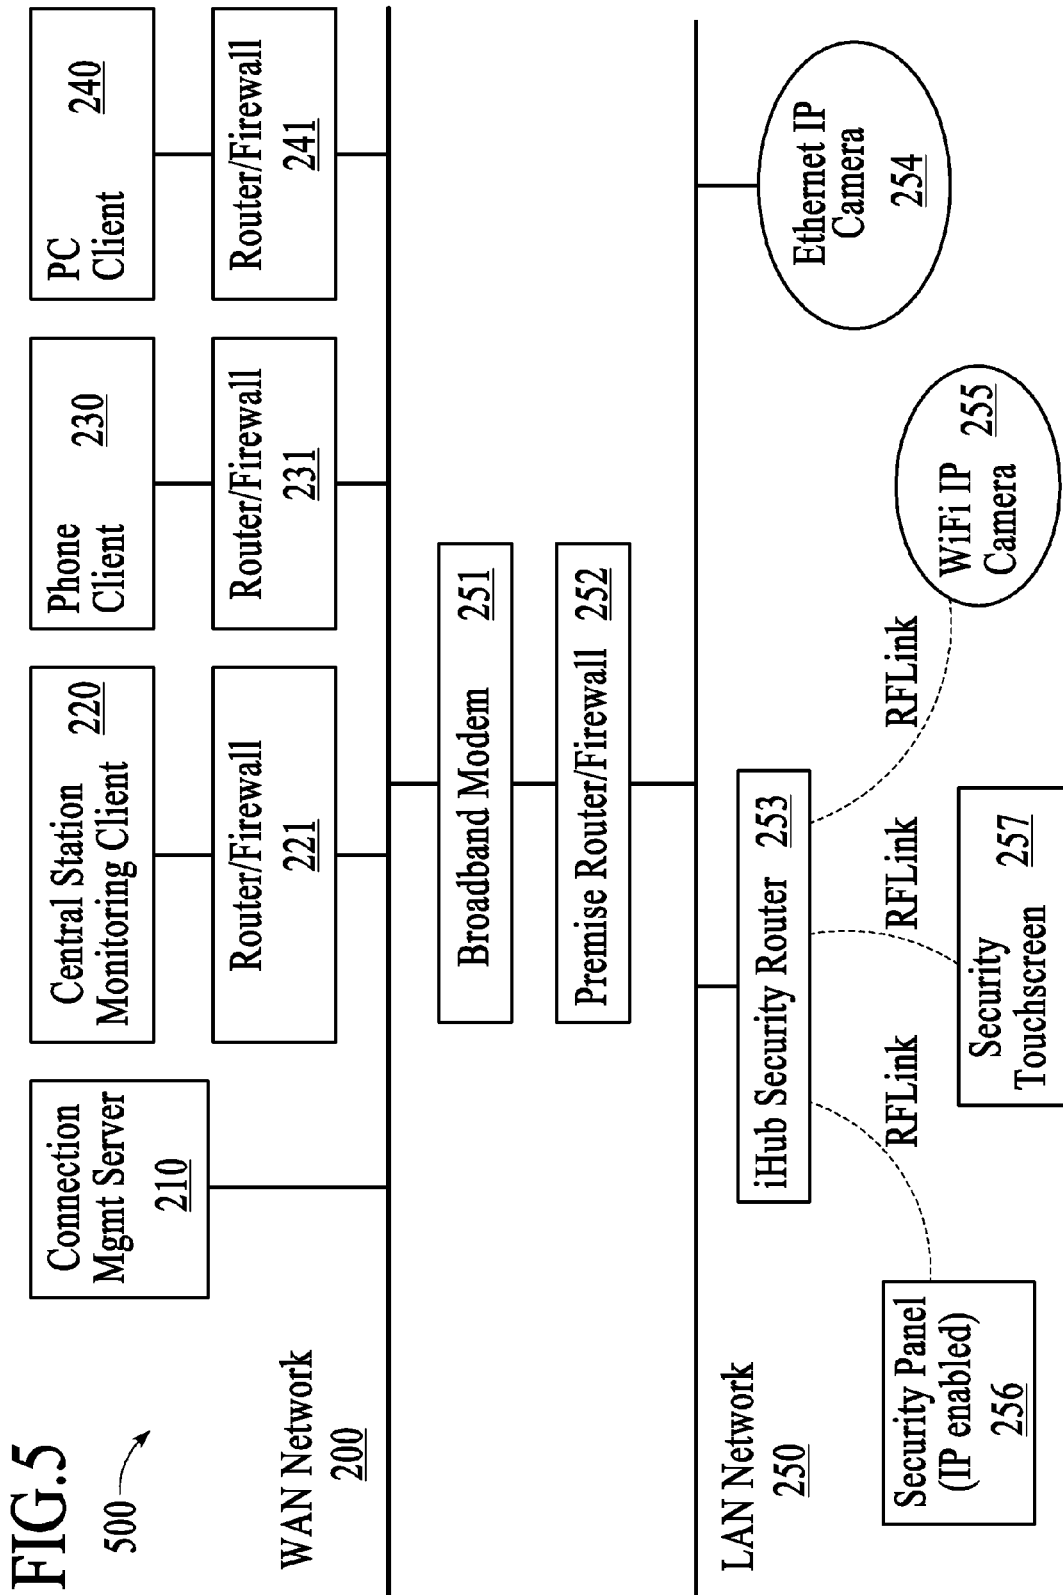 FIG.5
500
Connection
Mgmt Server
210
Central Station
Monitoring Client
220
Phone
Client
230
PC
Client
240
Router/Firewall
221
Router/Firewall
231
Router/Firewall
241
WAN Network
200
Broadband Modem 251
Premise Router/Firewall 252
LAN Network
250
iHub Security Router 253
Ethernet IP
Camera
254
RFLink
RFLink
RFLink
Security Panel
(IP enabled)
256
Security
Touchscreen
257
WiFi IP
Camera
255